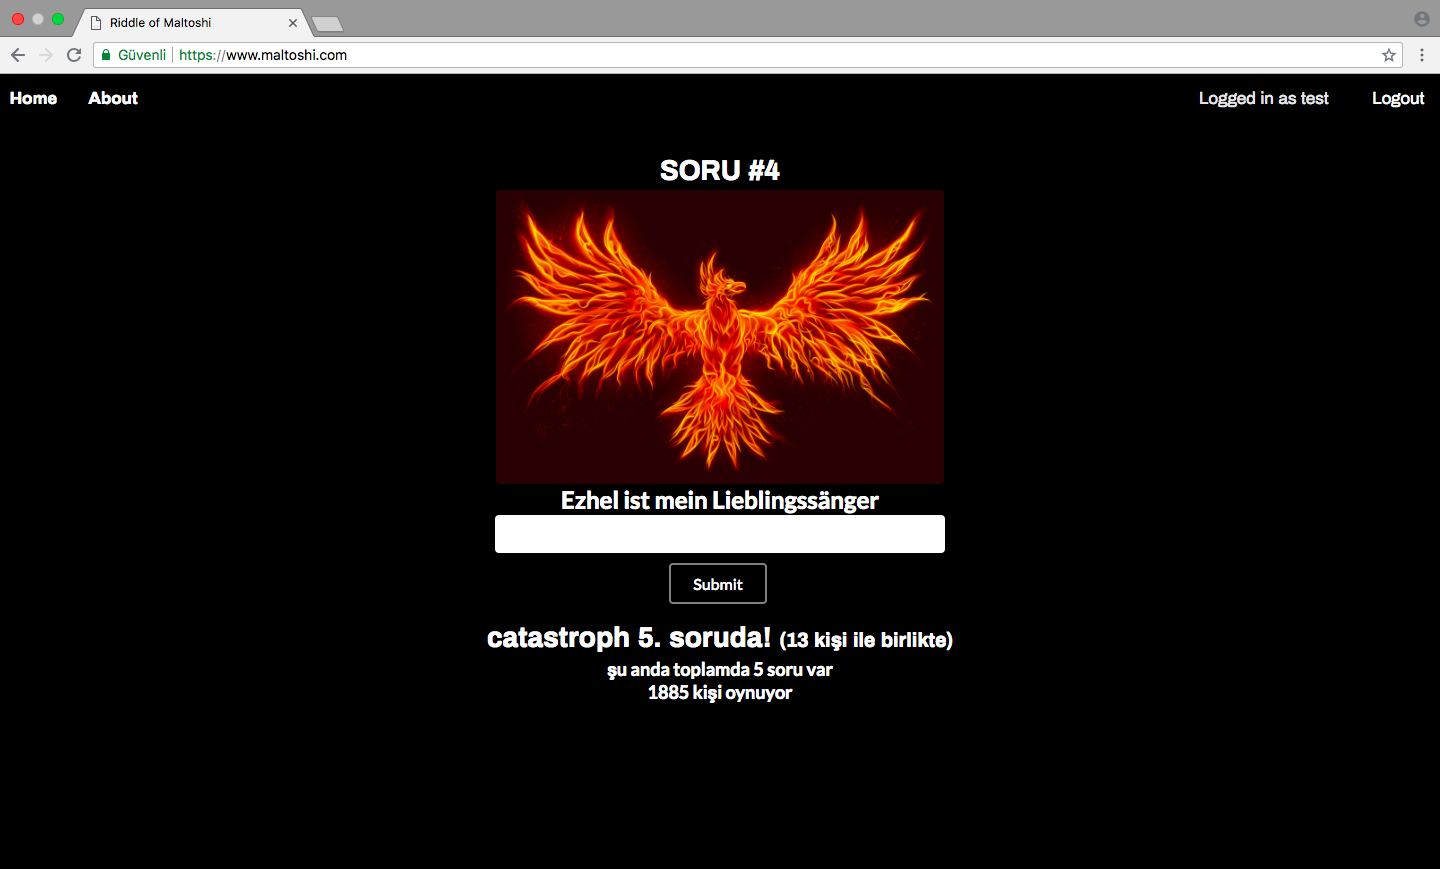 Riddle of Maltoshi
Güvenli https://www.maltoshi.com
Home About Logged in as test Logout
SORU #4
Ezhel ist mein Lieblingssänger
Submit
catastroph 5. soruda! (13 kişi ile birlikte)
şu anda toplamda 5 soru var
1885 kişi oynuyor